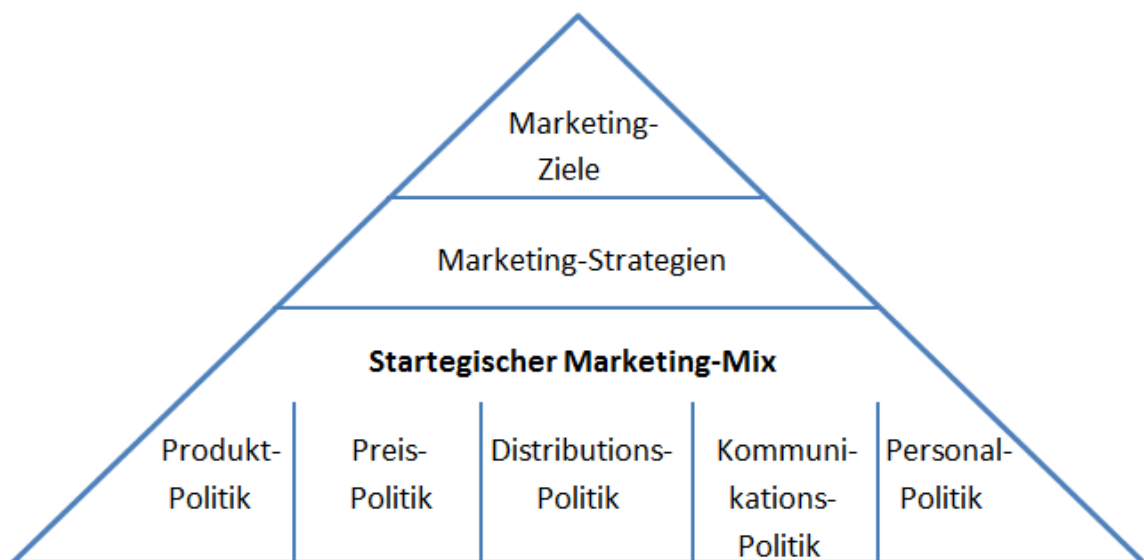 Marketing-
Ziele
Marketing-Strategien
Startegischer Marketing-Mix
Produkt-
Politik
Preis-
Politik
Distributions-
Politik
Kommuni-
kations-
Politik
Personal-
Politik